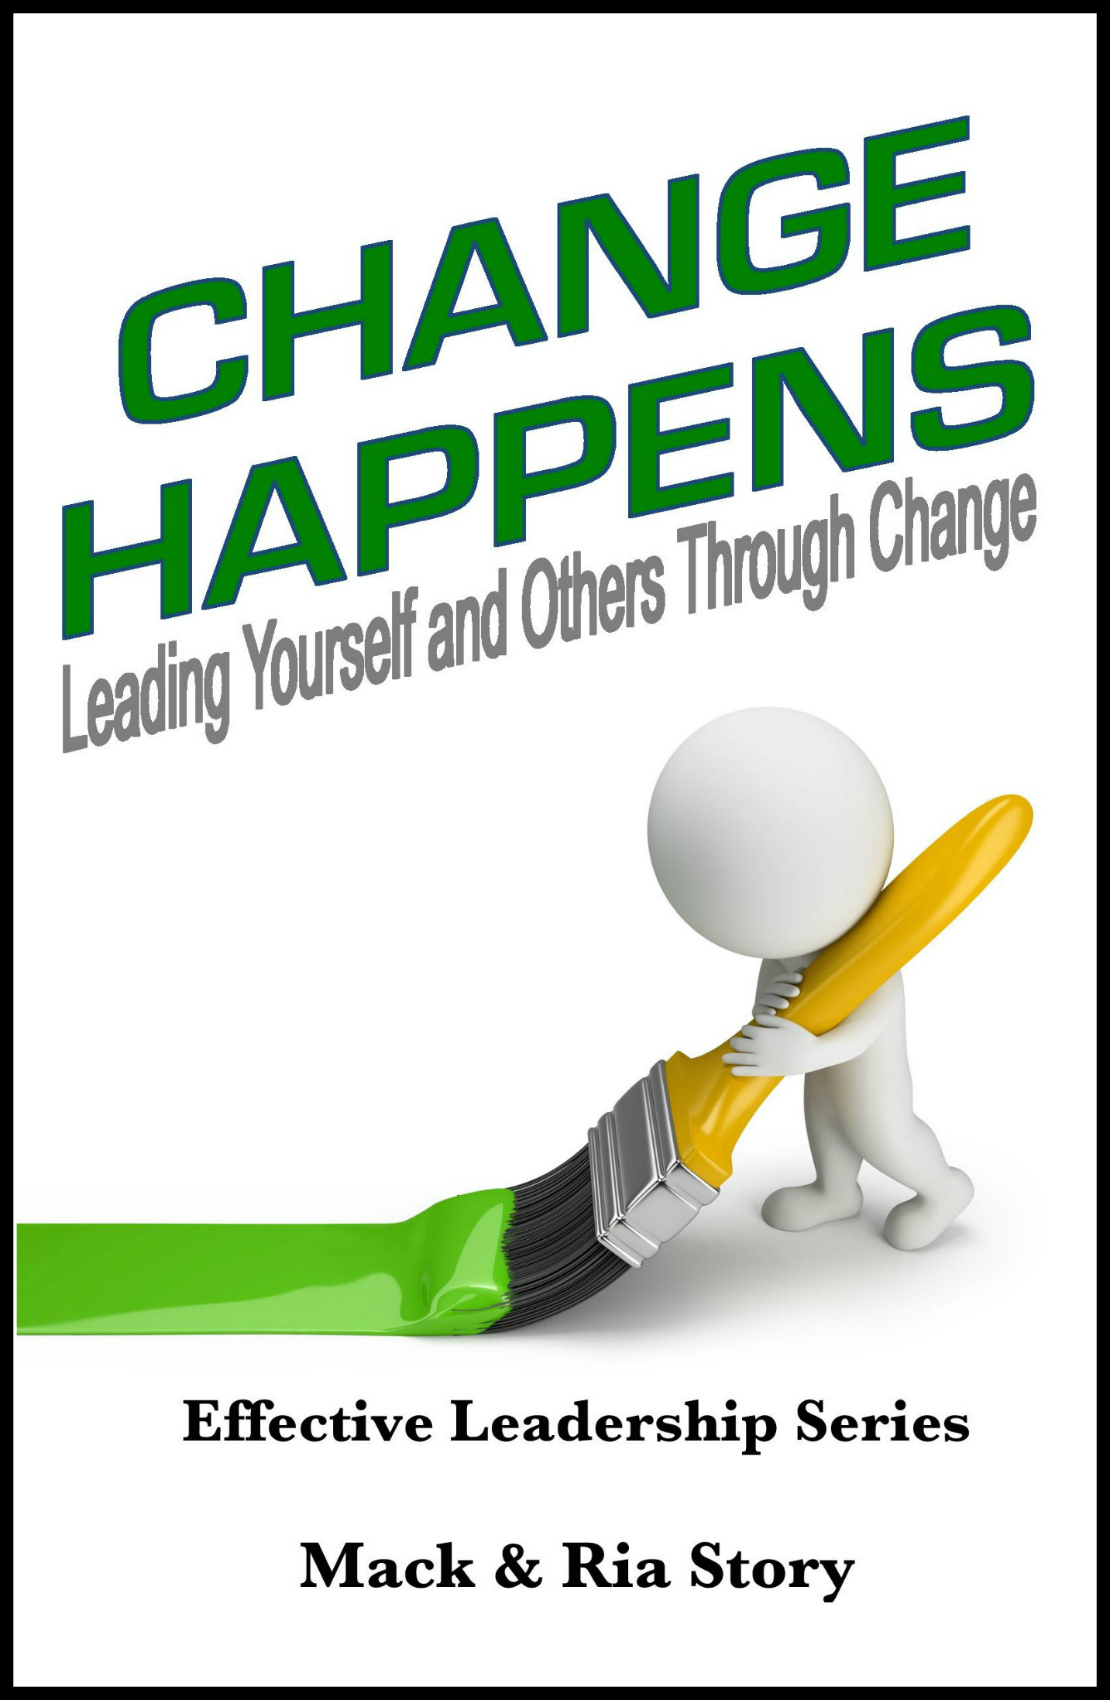 CHANGE
HAPPENS
Leading Yourself and Others Through Change
Effective Leadership Series
Mack & Ria Story